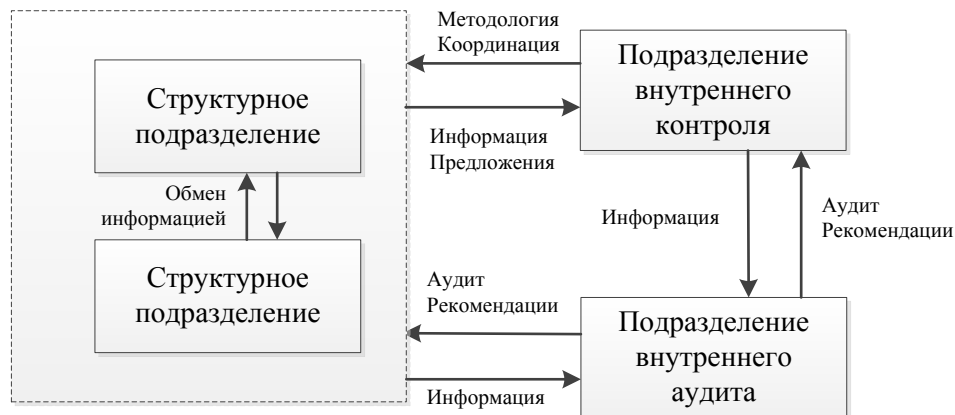 Методология
Координация
Подразделение
внутреннего
контроля
Структурное
подразделение
Информация
Предложения
Обмен
информацией
Информация
Аудит
Рекомендации
Структурное
подразделение
Аудит
Рекомендации
Подразделение
внутреннего
аудита
Информация